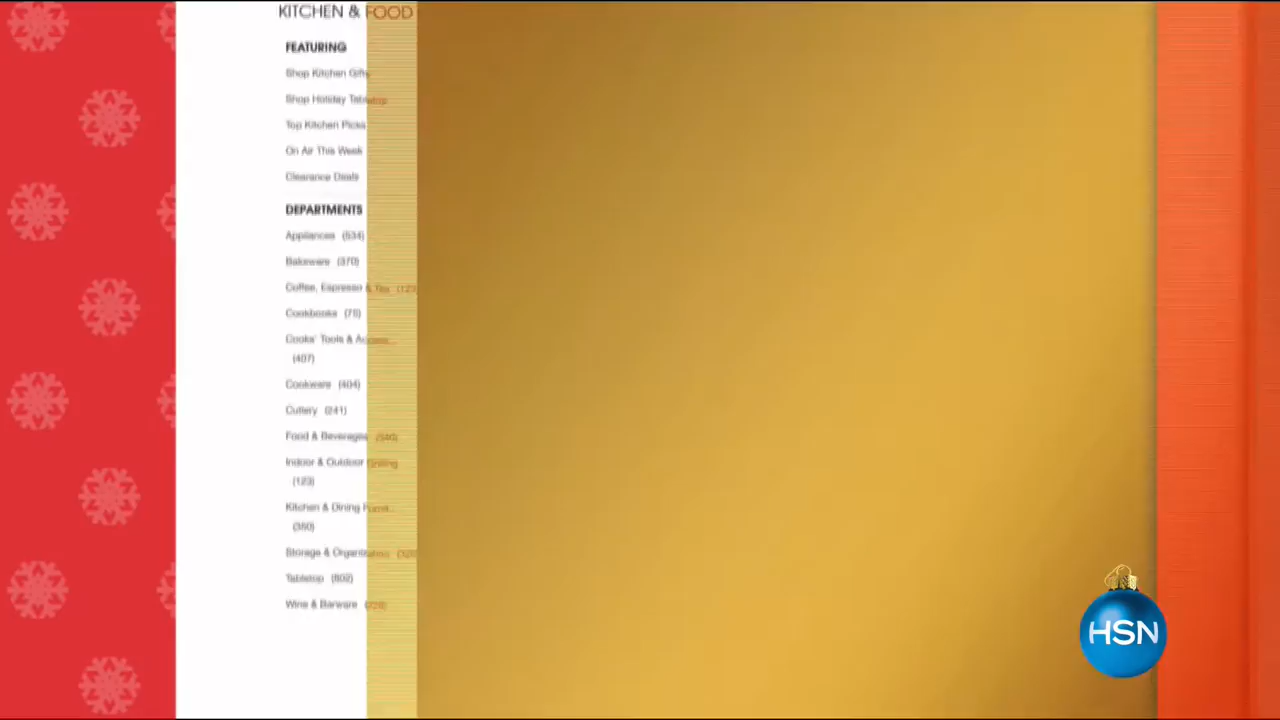 KITCHEN & FOOD
FEATURING
Shop Kitchen Gifts
Shop Holiday Tabletop
Top Kitchen Picks
On Air This Week
Clearance Deals
DEPARTMENTS
Appliances (534)
Bakeware (370)
Coffee, Espresso & Tea
Cookbooks (75)
Cooks' Tools & Access...
(407)
Cookware (404)
Cutlery (241)
Food & Beverages
Indoor & Outdoor Grilling
(123)
Kitchen & Dining Furnit...
(350)
Storage & Organization
Tabletop (802)
Wine & Barware
HSN